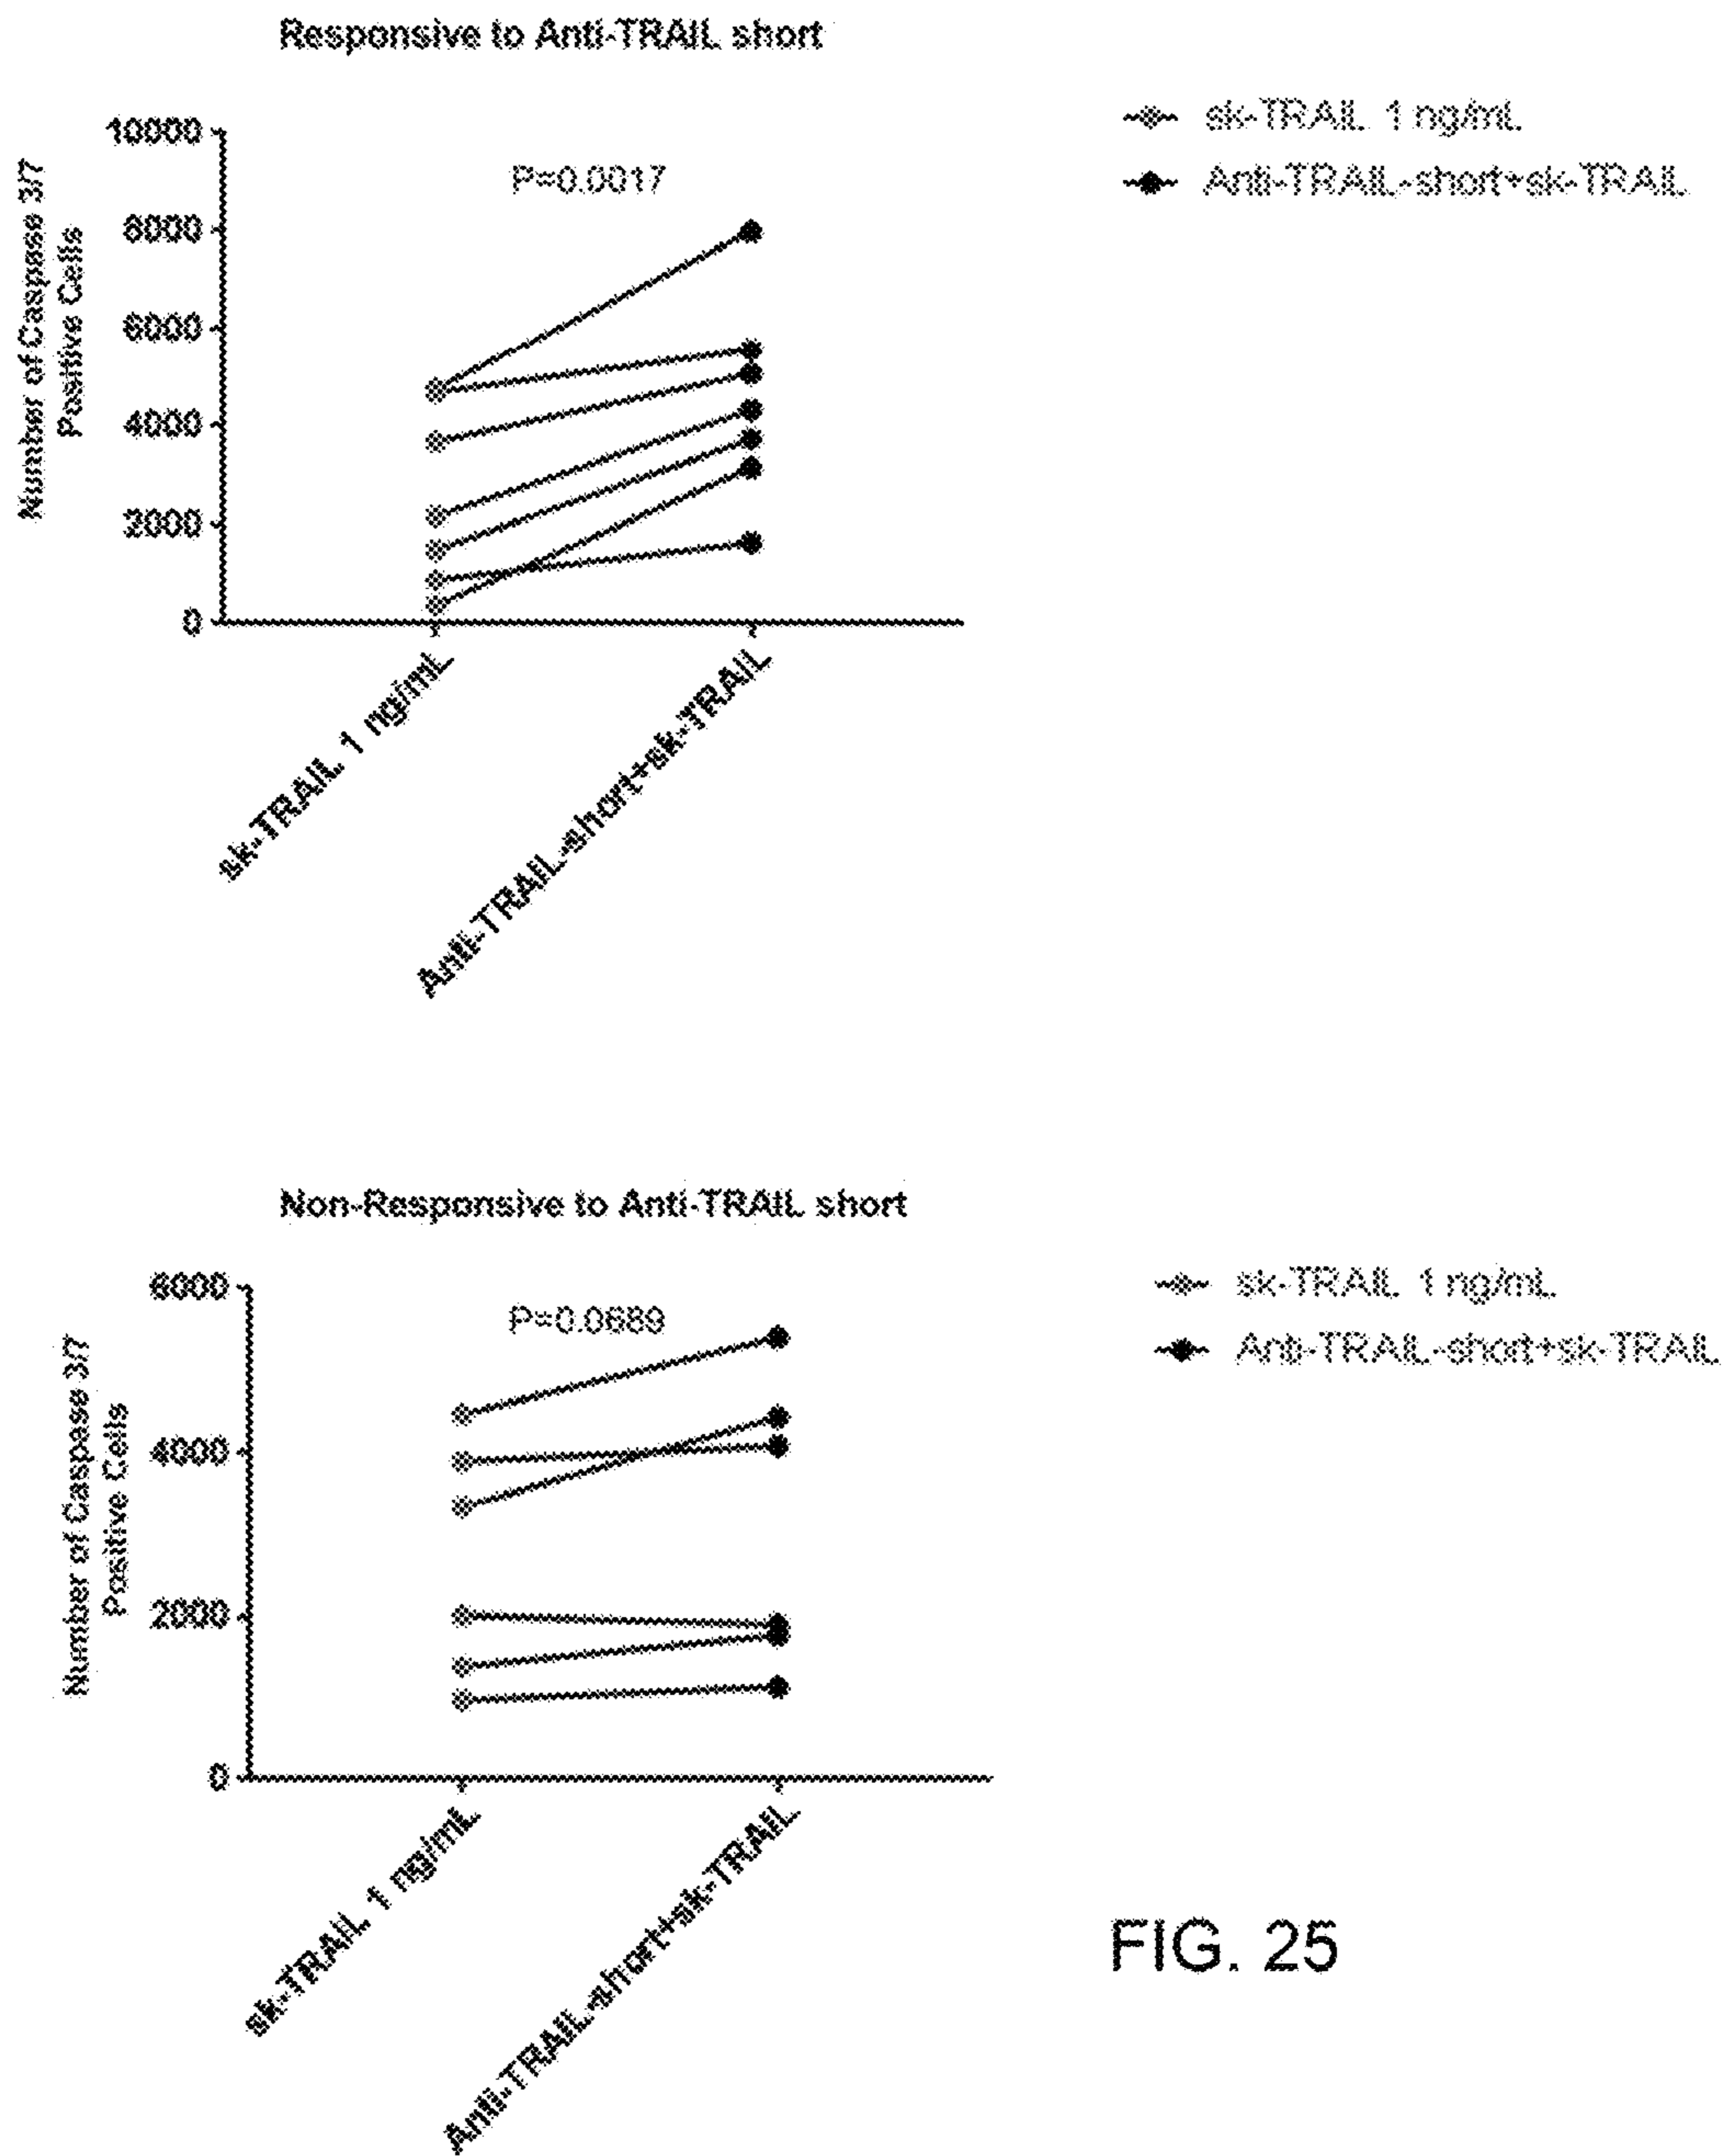 Responsive to Anti-TRAIL short
sk-TRAIL 1 ng/mL
Anti-TRAIL-short+sk-TRAIL
Number of Caspase 3/7
Positive Cells
10000
8000
6000
4000
2000
0
P=0.0017
sk-TRAIL 1 ng/mL
Anti-TRAIL-short+sk-TRAIL
Non-Responsive to Anti-TRAIL short
sk-TRAIL 1 ng/mL
Anti-TRAIL-short+sk-TRAIL
Number of Caspase 3/7
Positive Cells
6000
4000
2000
0
P=0.0689
sk-TRAIL 1 ng/mL
Anti-TRAIL-short+sk-TRAIL
FIG. 25